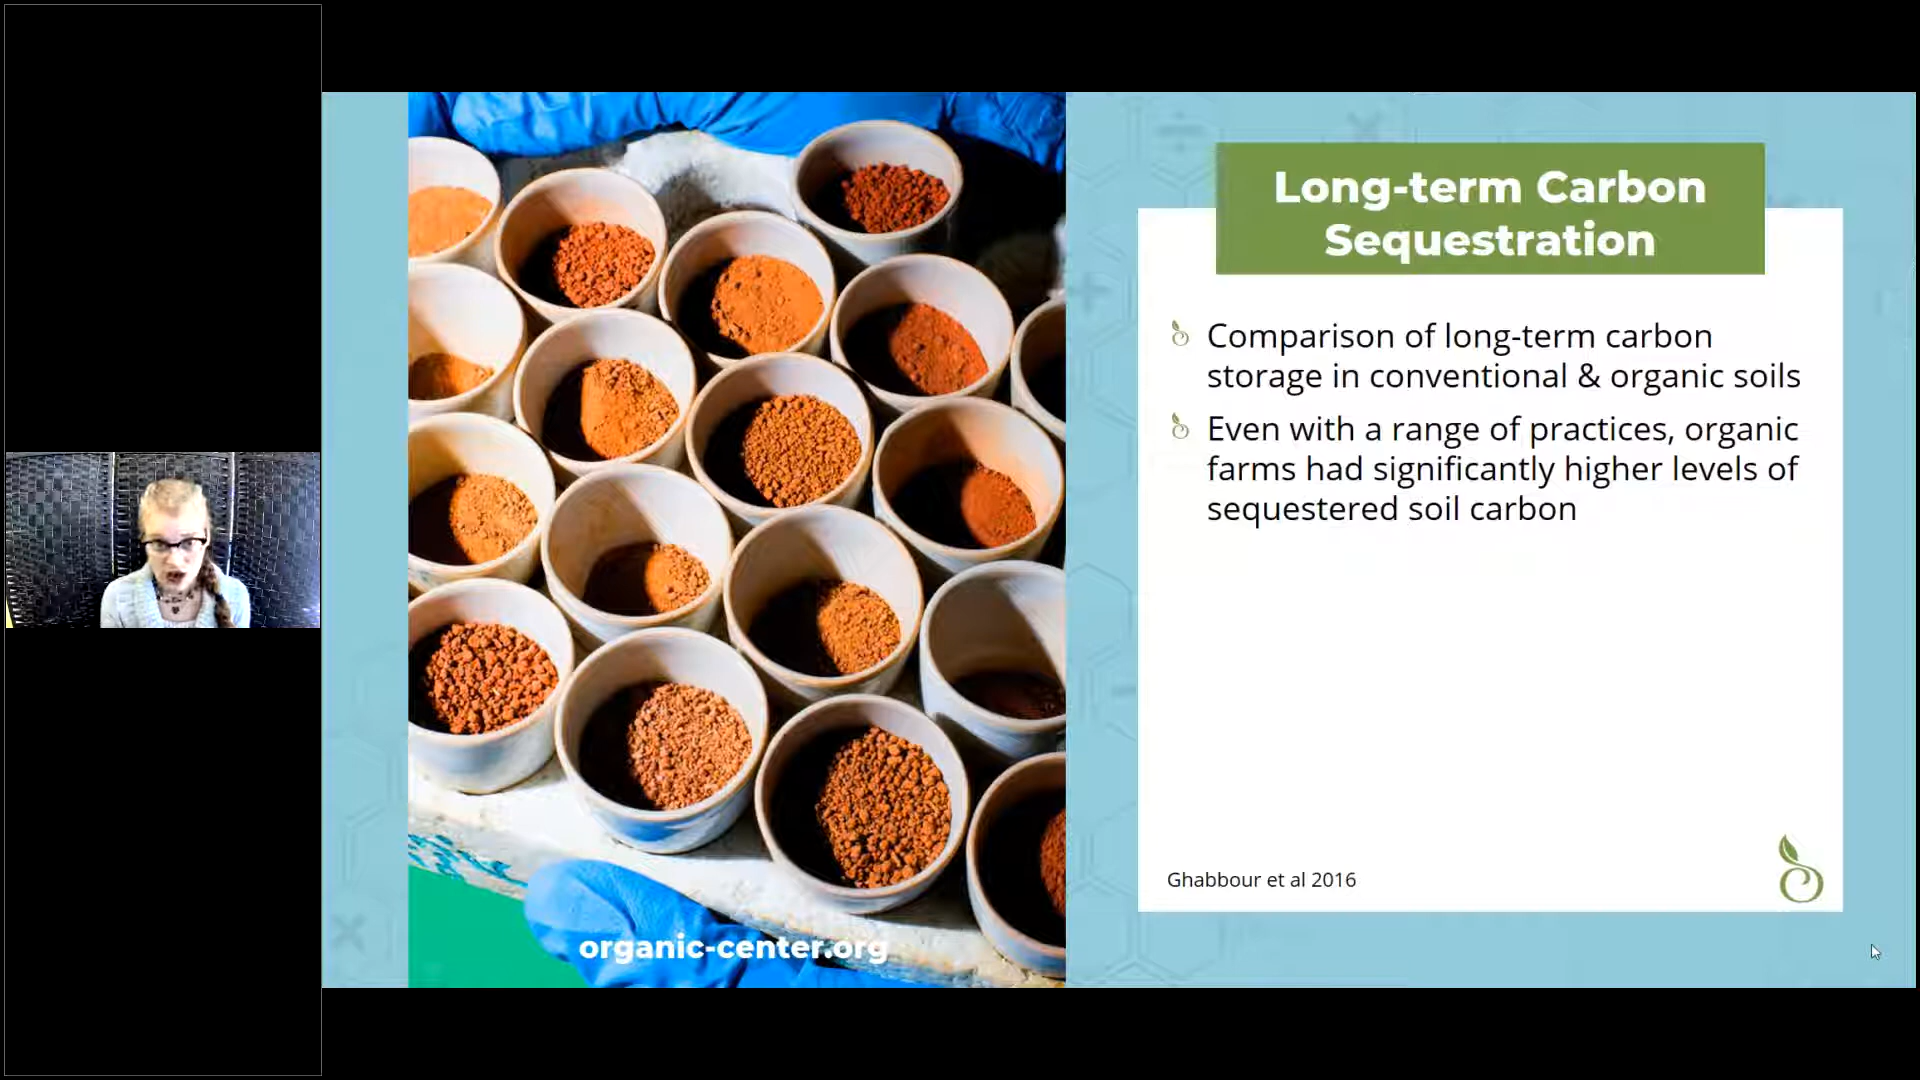 Long-term Carbon
Sequestration
Comparison of long-term carbon
storage in conventional & organic soils
Even with a range of practices, organic
farms had significantly higher levels of
sequestered soil carbon
Ghabbour et al 2016
organic-center.org